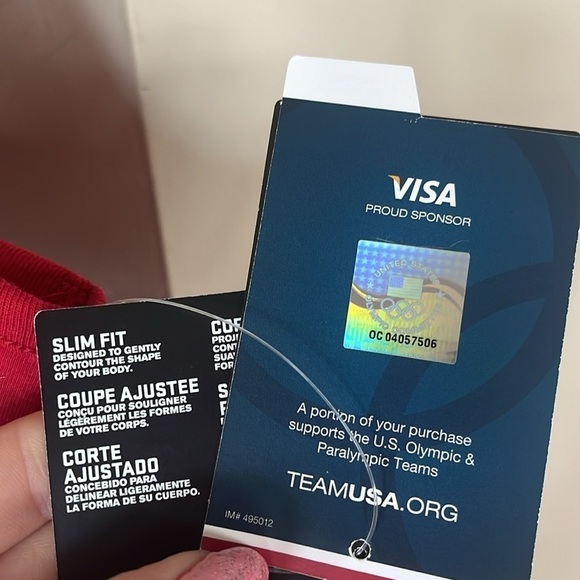 VISA
PROUD SPONSOR
UNITED STATES
OC 04057506
A portion of your purchase
supports the U.S. Olympic &
Paralympic Teams
TEAMUSA.ORG
IM# 495012
SLIM FIT
DESIGNED TO GENTLY
CONTOUR THE SHAPE
OF YOUR BODY.
COUPE AJUSTEE
CONÇU POUR SOULIGNER
LÉGÈREMENT LES FORMES
DE VOTRE CORPS.
CORTE
AJUSTADO
CONCEBIDO PARA
DELINEAR LIGERAMENTE
LA FORMA DE SU CUERPO.